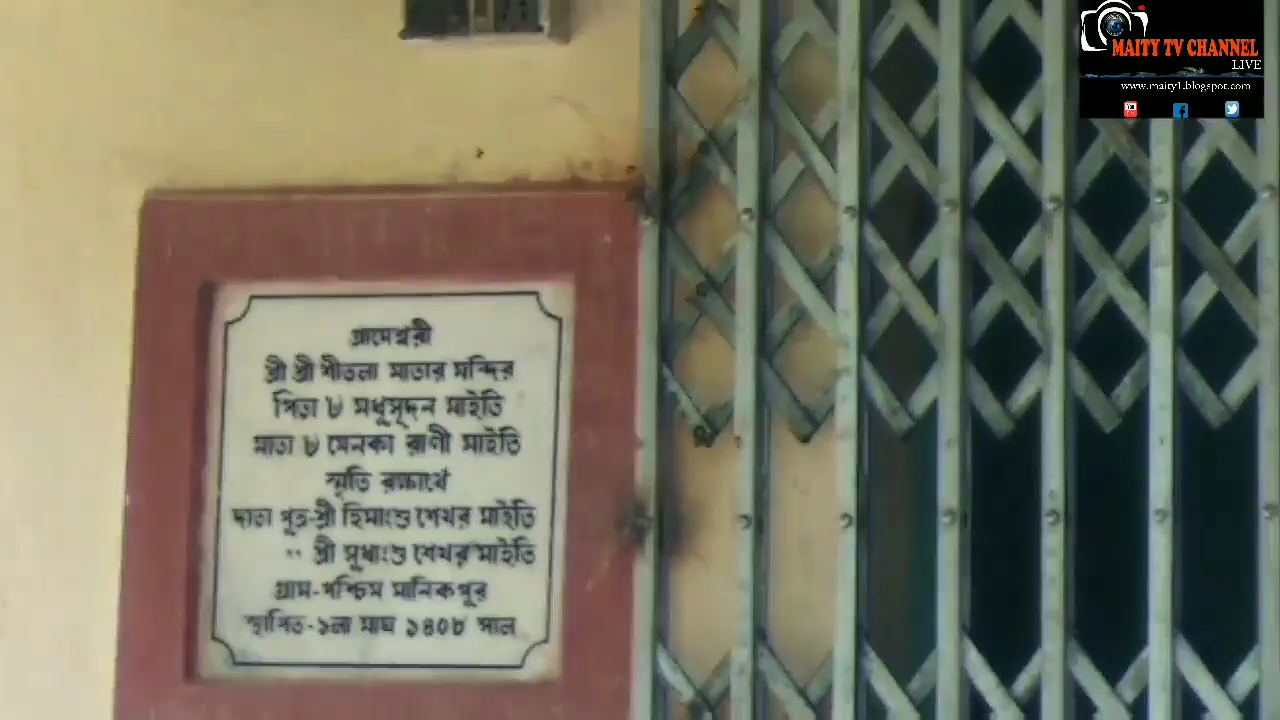 গ্রামেশ্বরী
শ্রী শ্রী শীতলা মাতার মন্দির
পিতা ৺ মধুসূদন মাইতি
মাতা ৺ মেনকা রাণী মাইতি
স্মৃতি রক্ষার্থে
দাতা পুত্র-শ্রী হিমাংশু শেখর মাইতি
" শ্রী সুধাংশু শেখর মাইতি
গ্রাম-পশ্চিম মানিকপুর
স্থাপিত-১লা মাঘ ১৪০৮ সাল
MAITY TV CHANNEL
LIVE
www.maity1.blogspot.com